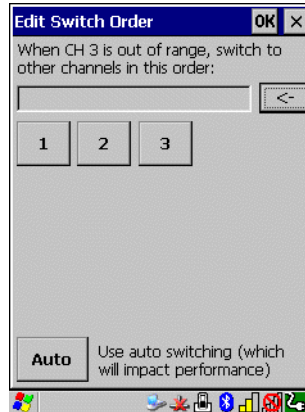 Edit Switch Order OK ×
When CH 3 is out of range, switch to
other channels in this order:
<-
1 2 3
Auto Use auto switching (which
will impact performance)